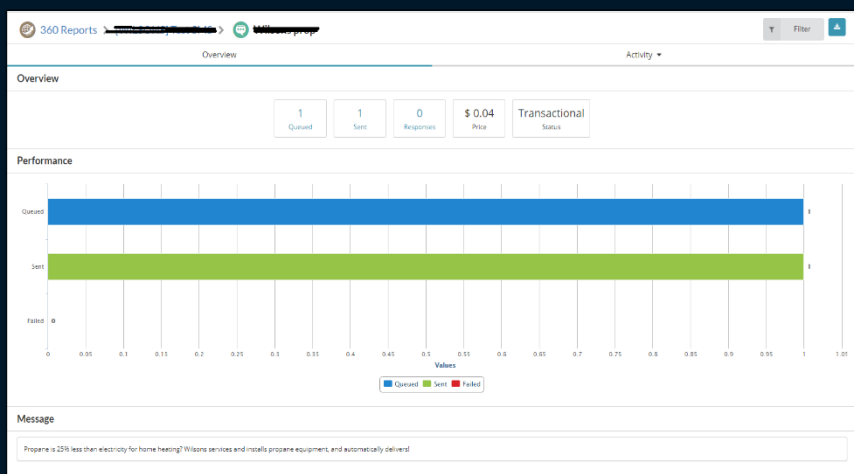 360 Reports
Filter
Overview
Activity
Overview
1
Queued
1
Sent
0
Responses
$ 0.04
Price
Transactional
Status
Performance
Queued
1
Sent
1
Failed
0
0 0.05 0.1 0.15 0.2 0.25 0.3 0.35 0.4 0.45 0.5 0.55 0.6 0.65 0.7 0.75 0.8 0.85 0.9 0.95 1 1.05
Values
Queued Sent Failed
Message
Propane is 25% less than electricity for home heating? Wilsons services and installs propane equipment, and automatically delivers!